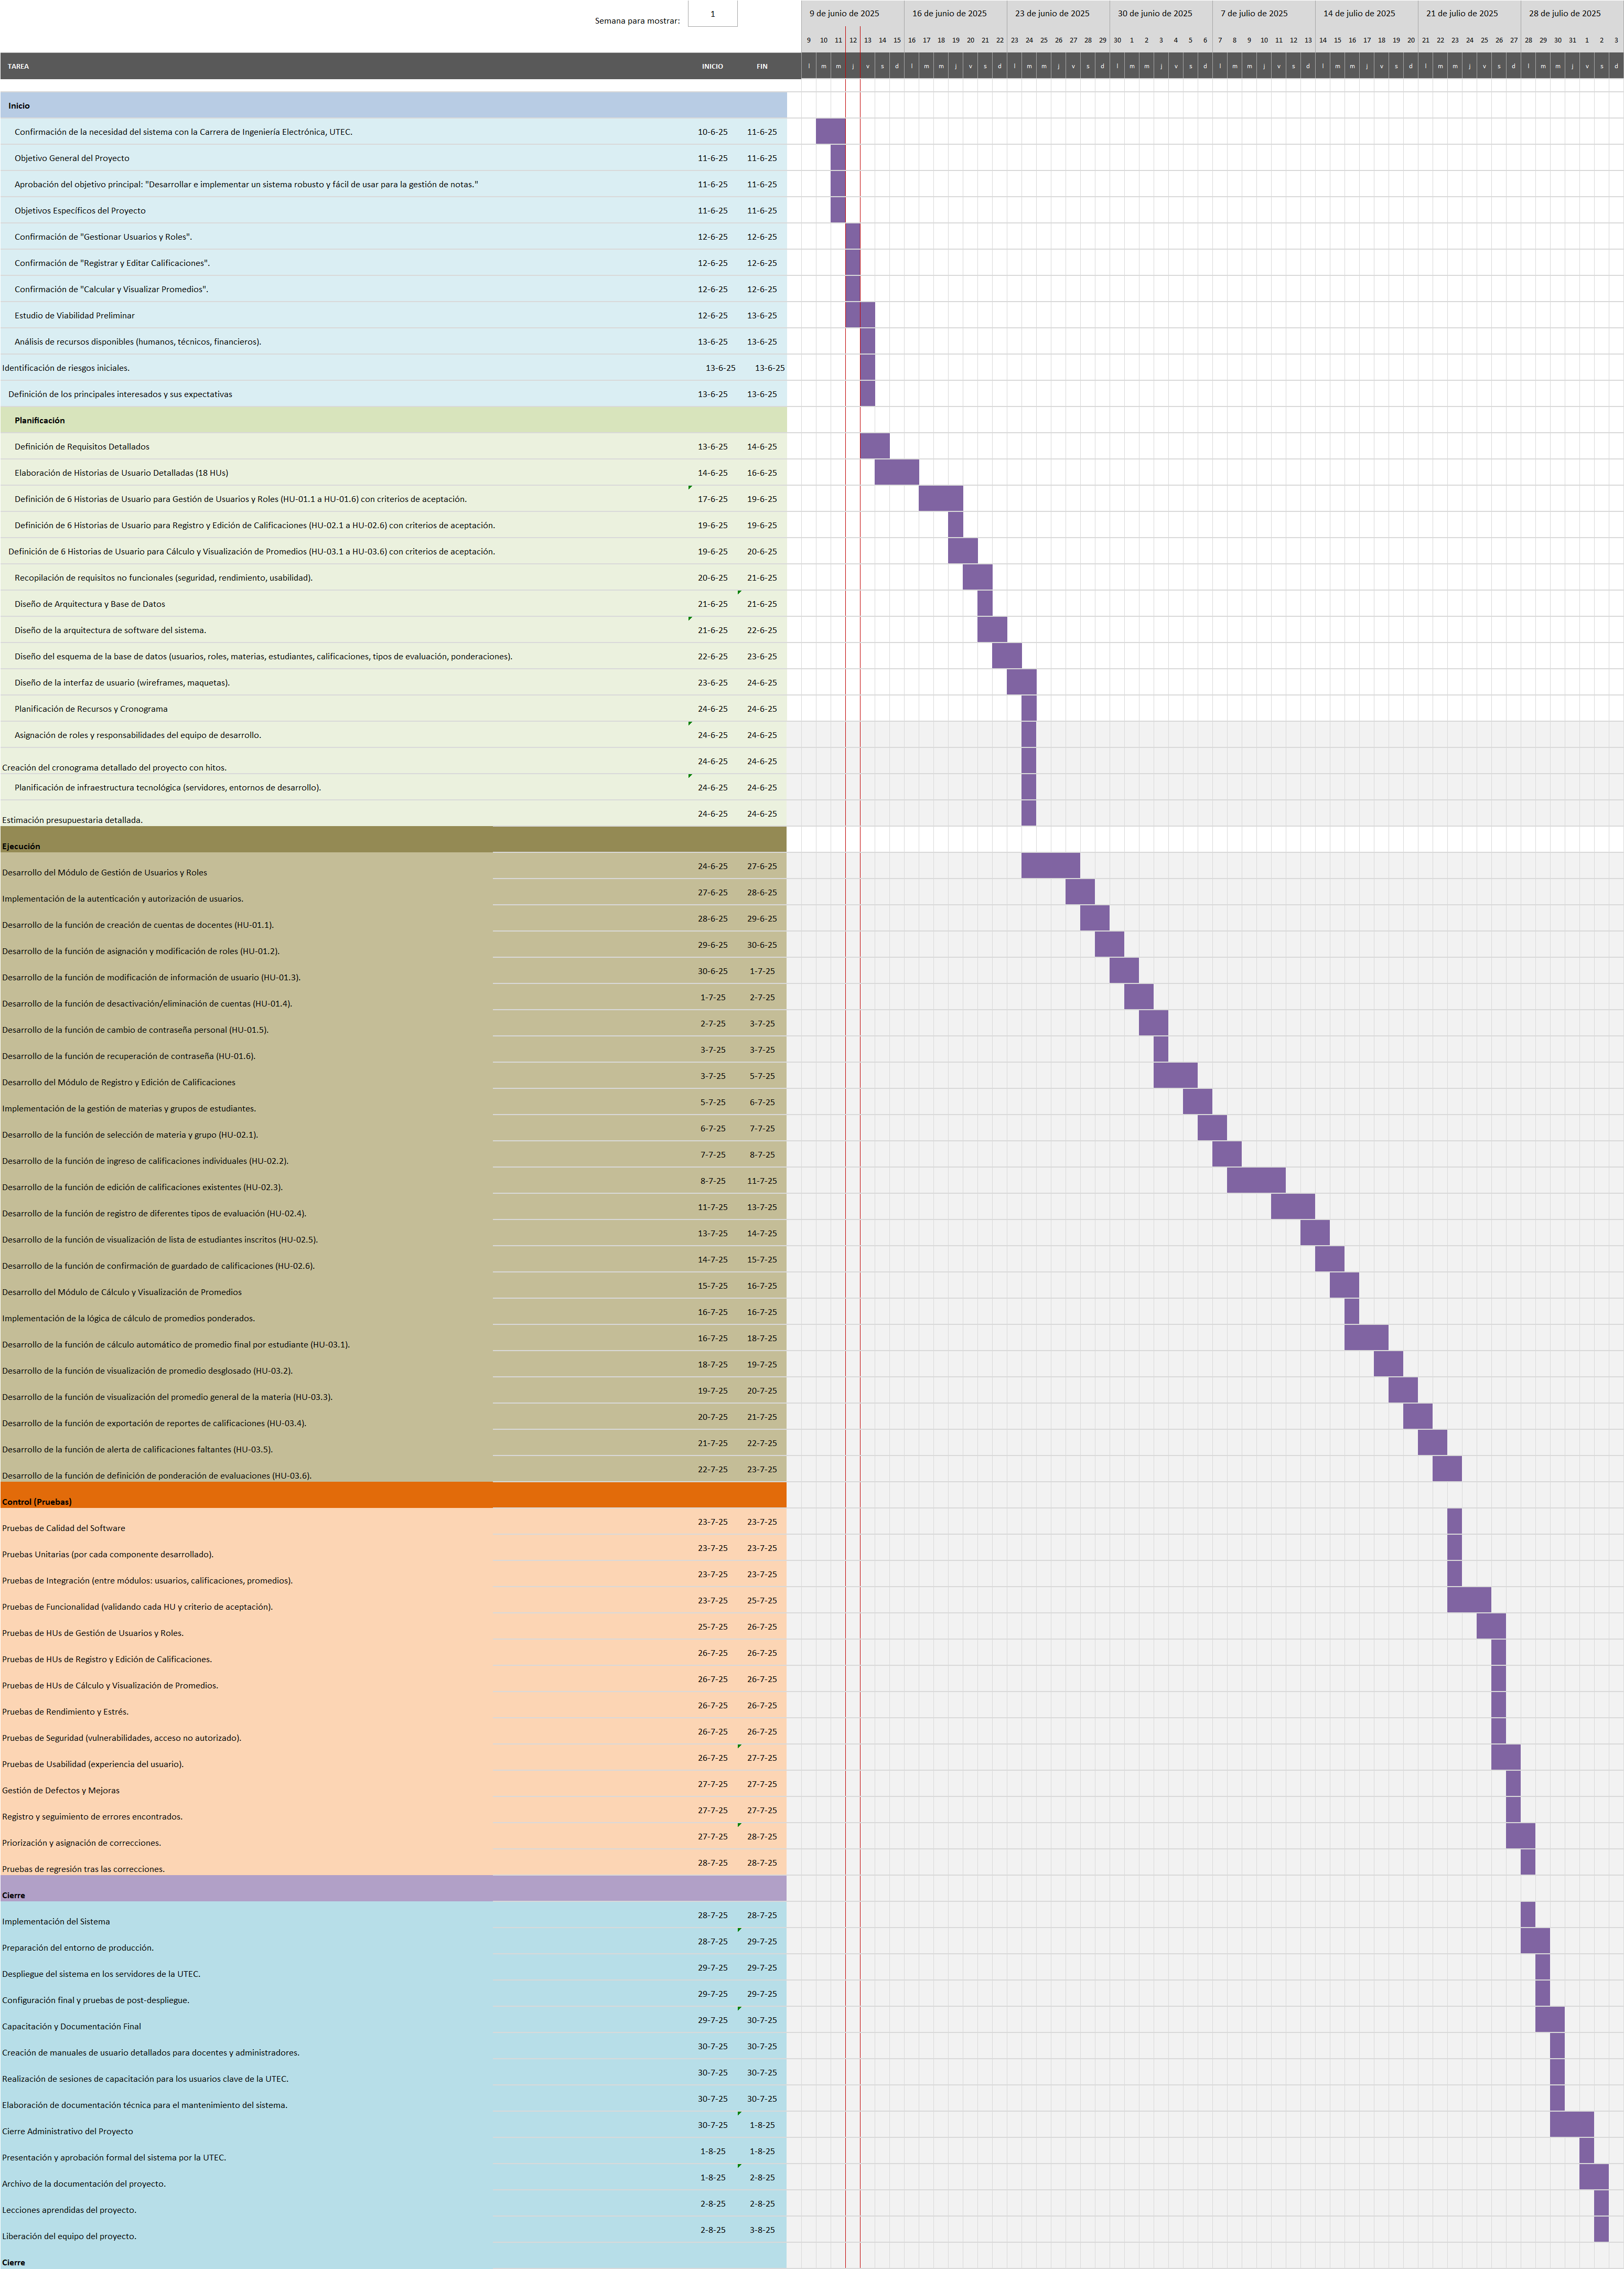 Semana para mostrar: 1
9 de junio de 2025 16 de junio de 2025 23 de junio de 2025 30 de junio de 2025 7 de julio de 2025 14 de julio de 2025 21 de julio de 2025 28 de julio de 2025
9 10 11 12 13 14 15 16 17 18 19 20 21 22 23 24 25 26 27 28 29 30 1 2 3 4 5 6 7 8 9 10 11 12 13 14 15 16 17 18 19 20 21 22 23 24 25 26 27 28 29 30 31 1 2 3
TAREA INICIO FIN l m m j v s d l m m j v s d l m m j v s d l m m j v s d l m m j v s d l m m j v s d l m m j v s d l m m j v s d
Inicio
Confirmación de la necesidad del sistema con la Carrera de Ingeniería Electrónica, UTEC. 10-6-25 11-6-25
Objetivo General del Proyecto 11-6-25 11-6-25
Aprobación del objetivo principal: "Desarrollar e implementar un sistema robusto y fácil de usar para la gestión de notas." 11-6-25 11-6-25
Objetivos Específicos del Proyecto 11-6-25 11-6-25
Confirmación de "Gestionar Usuarios y Roles". 12-6-25 12-6-25
Confirmación de "Registrar y Editar Calificaciones". 12-6-25 12-6-25
Confirmación de "Calcular y Visualizar Promedios". 12-6-25 12-6-25
Estudio de Viabilidad Preliminar 12-6-25 13-6-25
Análisis de recursos disponibles (humanos, técnicos, financieros). 13-6-25 13-6-25
Identificación de riesgos iniciales. 13-6-25 13-6-25
Definición de los principales interesados y sus expectativas 13-6-25 13-6-25
Planificación
Definición de Requisitos Detallados 13-6-25 14-6-25
Elaboración de Historias de Usuario Detalladas (18 HUs) 14-6-25 16-6-25
Definición de 6 Historias de Usuario para Gestión de Usuarios y Roles (HU-01.1 a HU-01.6) con criterios de aceptación. 17-6-25 19-6-25
Definición de 6 Historias de Usuario para Registro y Edición de Calificaciones (HU-02.1 a HU-02.6) con criterios de aceptación. 19-6-25 19-6-25
Definición de 6 Historias de Usuario para Cálculo y Visualización de Promedios (HU-03.1 a HU-03.6) con criterios de aceptación. 19-6-25 20-6-25
Recopilación de requisitos no funcionales (seguridad, rendimiento, usabilidad). 20-6-25 21-6-25
Diseño de Arquitectura y Base de Datos 21-6-25 21-6-25
Diseño de la arquitectura de software del sistema. 21-6-25 22-6-25
Diseño del esquema de la base de datos (usuarios, roles, materias, estudiantes, calificaciones, tipos de evaluación, ponderaciones). 22-6-25 23-6-25
Diseño de la interfaz de usuario (wireframes, maquetas). 23-6-25 24-6-25
Planificación de Recursos y Cronograma 24-6-25 24-6-25
Asignación de roles y responsabilidades del equipo de desarrollo. 24-6-25 24-6-25
Creación del cronograma detallado del proyecto con hitos. 24-6-25 24-6-25
Planificación de infraestructura tecnológica (servidores, entornos de desarrollo). 24-6-25 24-6-25
Estimación presupuestaria detallada. 24-6-25 24-6-25
Ejecución
Desarrollo del Módulo de Gestión de Usuarios y Roles 24-6-25 27-6-25
Implementación de la autenticación y autorización de usuarios. 27-6-25 28-6-25
Desarrollo de la función de creación de cuentas de docentes (HU-01.1). 28-6-25 29-6-25
Desarrollo de la función de asignación y modificación de roles (HU-01.2). 29-6-25 30-6-25
Desarrollo de la función de modificación de información de usuario (HU-01.3). 30-6-25 1-7-25
Desarrollo de la función de desactivación/eliminación de cuentas (HU-01.4). 1-7-25 2-7-25
Desarrollo de la función de cambio de contraseña personal (HU-01.5). 2-7-25 3-7-25
Desarrollo de la función de recuperación de contraseña (HU-01.6). 3-7-25 3-7-25
Desarrollo del Módulo de Registro y Edición de Calificaciones 3-7-25 5-7-25
Implementación de la gestión de materias y grupos de estudiantes. 5-7-25 6-7-25
Desarrollo de la función de selección de materia y grupo (HU-02.1). 6-7-25 7-7-25
Desarrollo de la función de ingreso de calificaciones individuales (HU-02.2). 7-7-25 8-7-25
Desarrollo de la función de edición de calificaciones existentes (HU-02.3). 8-7-25 11-7-25
Desarrollo de la función de registro de diferentes tipos de evaluación (HU-02.4). 11-7-25 13-7-25
Desarrollo de la función de visualización de lista de estudiantes inscritos (HU-02.5). 13-7-25 14-7-25
Desarrollo de la función de confirmación de guardado de calificaciones (HU-02.6). 14-7-25 15-7-25
Desarrollo del Módulo de Cálculo y Visualización de Promedios 15-7-25 16-7-25
Implementación de la lógica de cálculo de promedios ponderados. 16-7-25 16-7-25
Desarrollo de la función de cálculo automático de promedio final por estudiante (HU-03.1). 16-7-25 18-7-25
Desarrollo de la función de visualización de promedio desglosado (HU-03.2). 18-7-25 19-7-25
Desarrollo de la función de visualización del promedio general de la materia (HU-03.3). 19-7-25 20-7-25
Desarrollo de la función de exportación de reportes de calificaciones (HU-03.4). 20-7-25 21-7-25
Desarrollo de la función de alerta de calificaciones faltantes (HU-03.5). 21-7-25 22-7-25
Desarrollo de la función de definición de ponderación de evaluaciones (HU-03.6). 22-7-25 23-7-25
Control (Pruebas)
Pruebas de Calidad del Software 23-7-25 23-7-25
Pruebas Unitarias (por cada componente desarrollado). 23-7-25 23-7-25
Pruebas de Integración (entre módulos: usuarios, calificaciones, promedios). 23-7-25 23-7-25
Pruebas de Funcionalidad (validando cada HU y criterio de aceptación). 23-7-25 25-7-25
Pruebas de HUs de Gestión de Usuarios y Roles. 25-7-25 26-7-25
Pruebas de HUs de Registro y Edición de Calificaciones. 26-7-25 26-7-25
Pruebas de HUs de Cálculo y Visualización de Promedios. 26-7-25 26-7-25
Pruebas de Rendimiento y Estrés. 26-7-25 26-7-25
Pruebas de Seguridad (vulnerabilidades, acceso no autorizado). 26-7-25 26-7-25
Pruebas de Usabilidad (experiencia del usuario). 26-7-25 27-7-25
Gestión de Defectos y Mejoras 27-7-25 27-7-25
Registro y seguimiento de errores encontrados. 27-7-25 27-7-25
Priorización y asignación de correcciones. 27-7-25 28-7-25
Pruebas de regresión tras las correcciones. 28-7-25 28-7-25
Cierre
Implementación del Sistema 28-7-25 28-7-25
Preparación del entorno de producción. 28-7-25 29-7-25
Despliegue del sistema en los servidores de la UTEC. 29-7-25 29-7-25
Configuración final y pruebas de post-despliegue. 29-7-25 29-7-25
Capacitación y Documentación Final 29-7-25 30-7-25
Creación de manuales de usuario detallados para docentes y administradores. 30-7-25 30-7-25
Realización de sesiones de capacitación para los usuarios clave de la UTEC. 30-7-25 30-7-25
Elaboración de documentación técnica para el mantenimiento del sistema. 30-7-25 30-7-25
Cierre Administrativo del Proyecto 30-7-25 1-8-25
Presentación y aprobación formal del sistema por la UTEC. 1-8-25 1-8-25
Archivo de la documentación del proyecto. 1-8-25 2-8-25
Lecciones aprendidas del proyecto. 2-8-25 2-8-25
Liberación del equipo del proyecto. 2-8-25 3-8-25
Cierre